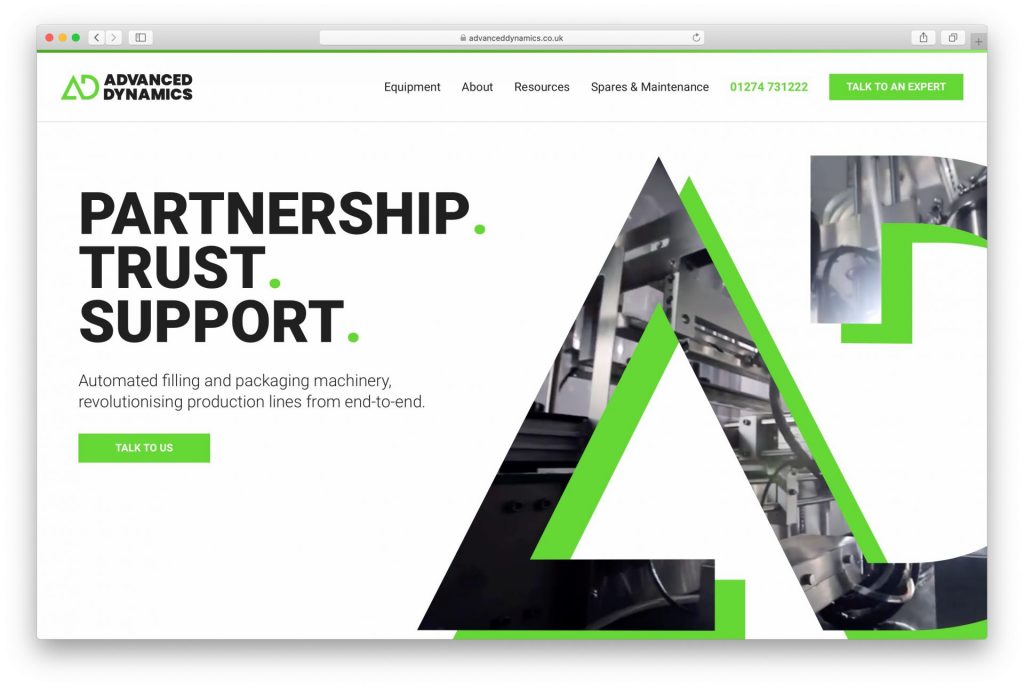 advanceddynamics.co.uk
ADVANCED
DYNAMICS
Equipment About Resources Spares & Maintenance 01274 731222 TALK TO AN EXPERT
PARTNERSHIP.
TRUST.
SUPPORT.
Automated filling and packaging machinery,
revolutionising production lines from end-to-end.
TALK TO US